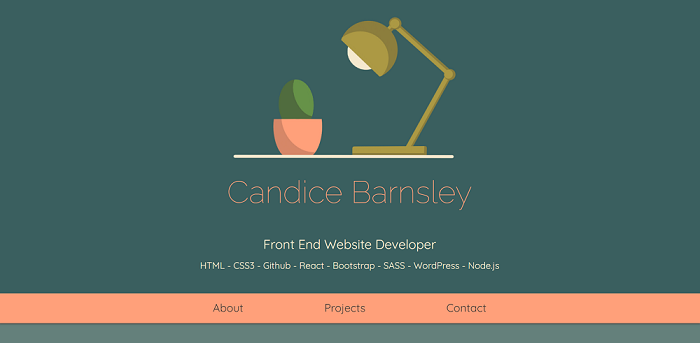 Candice Barnsley
Front End Website Developer
HTML - CSS3 - Github - React - Bootstrap - SASS - WordPress - Node.js
About Projects Contact